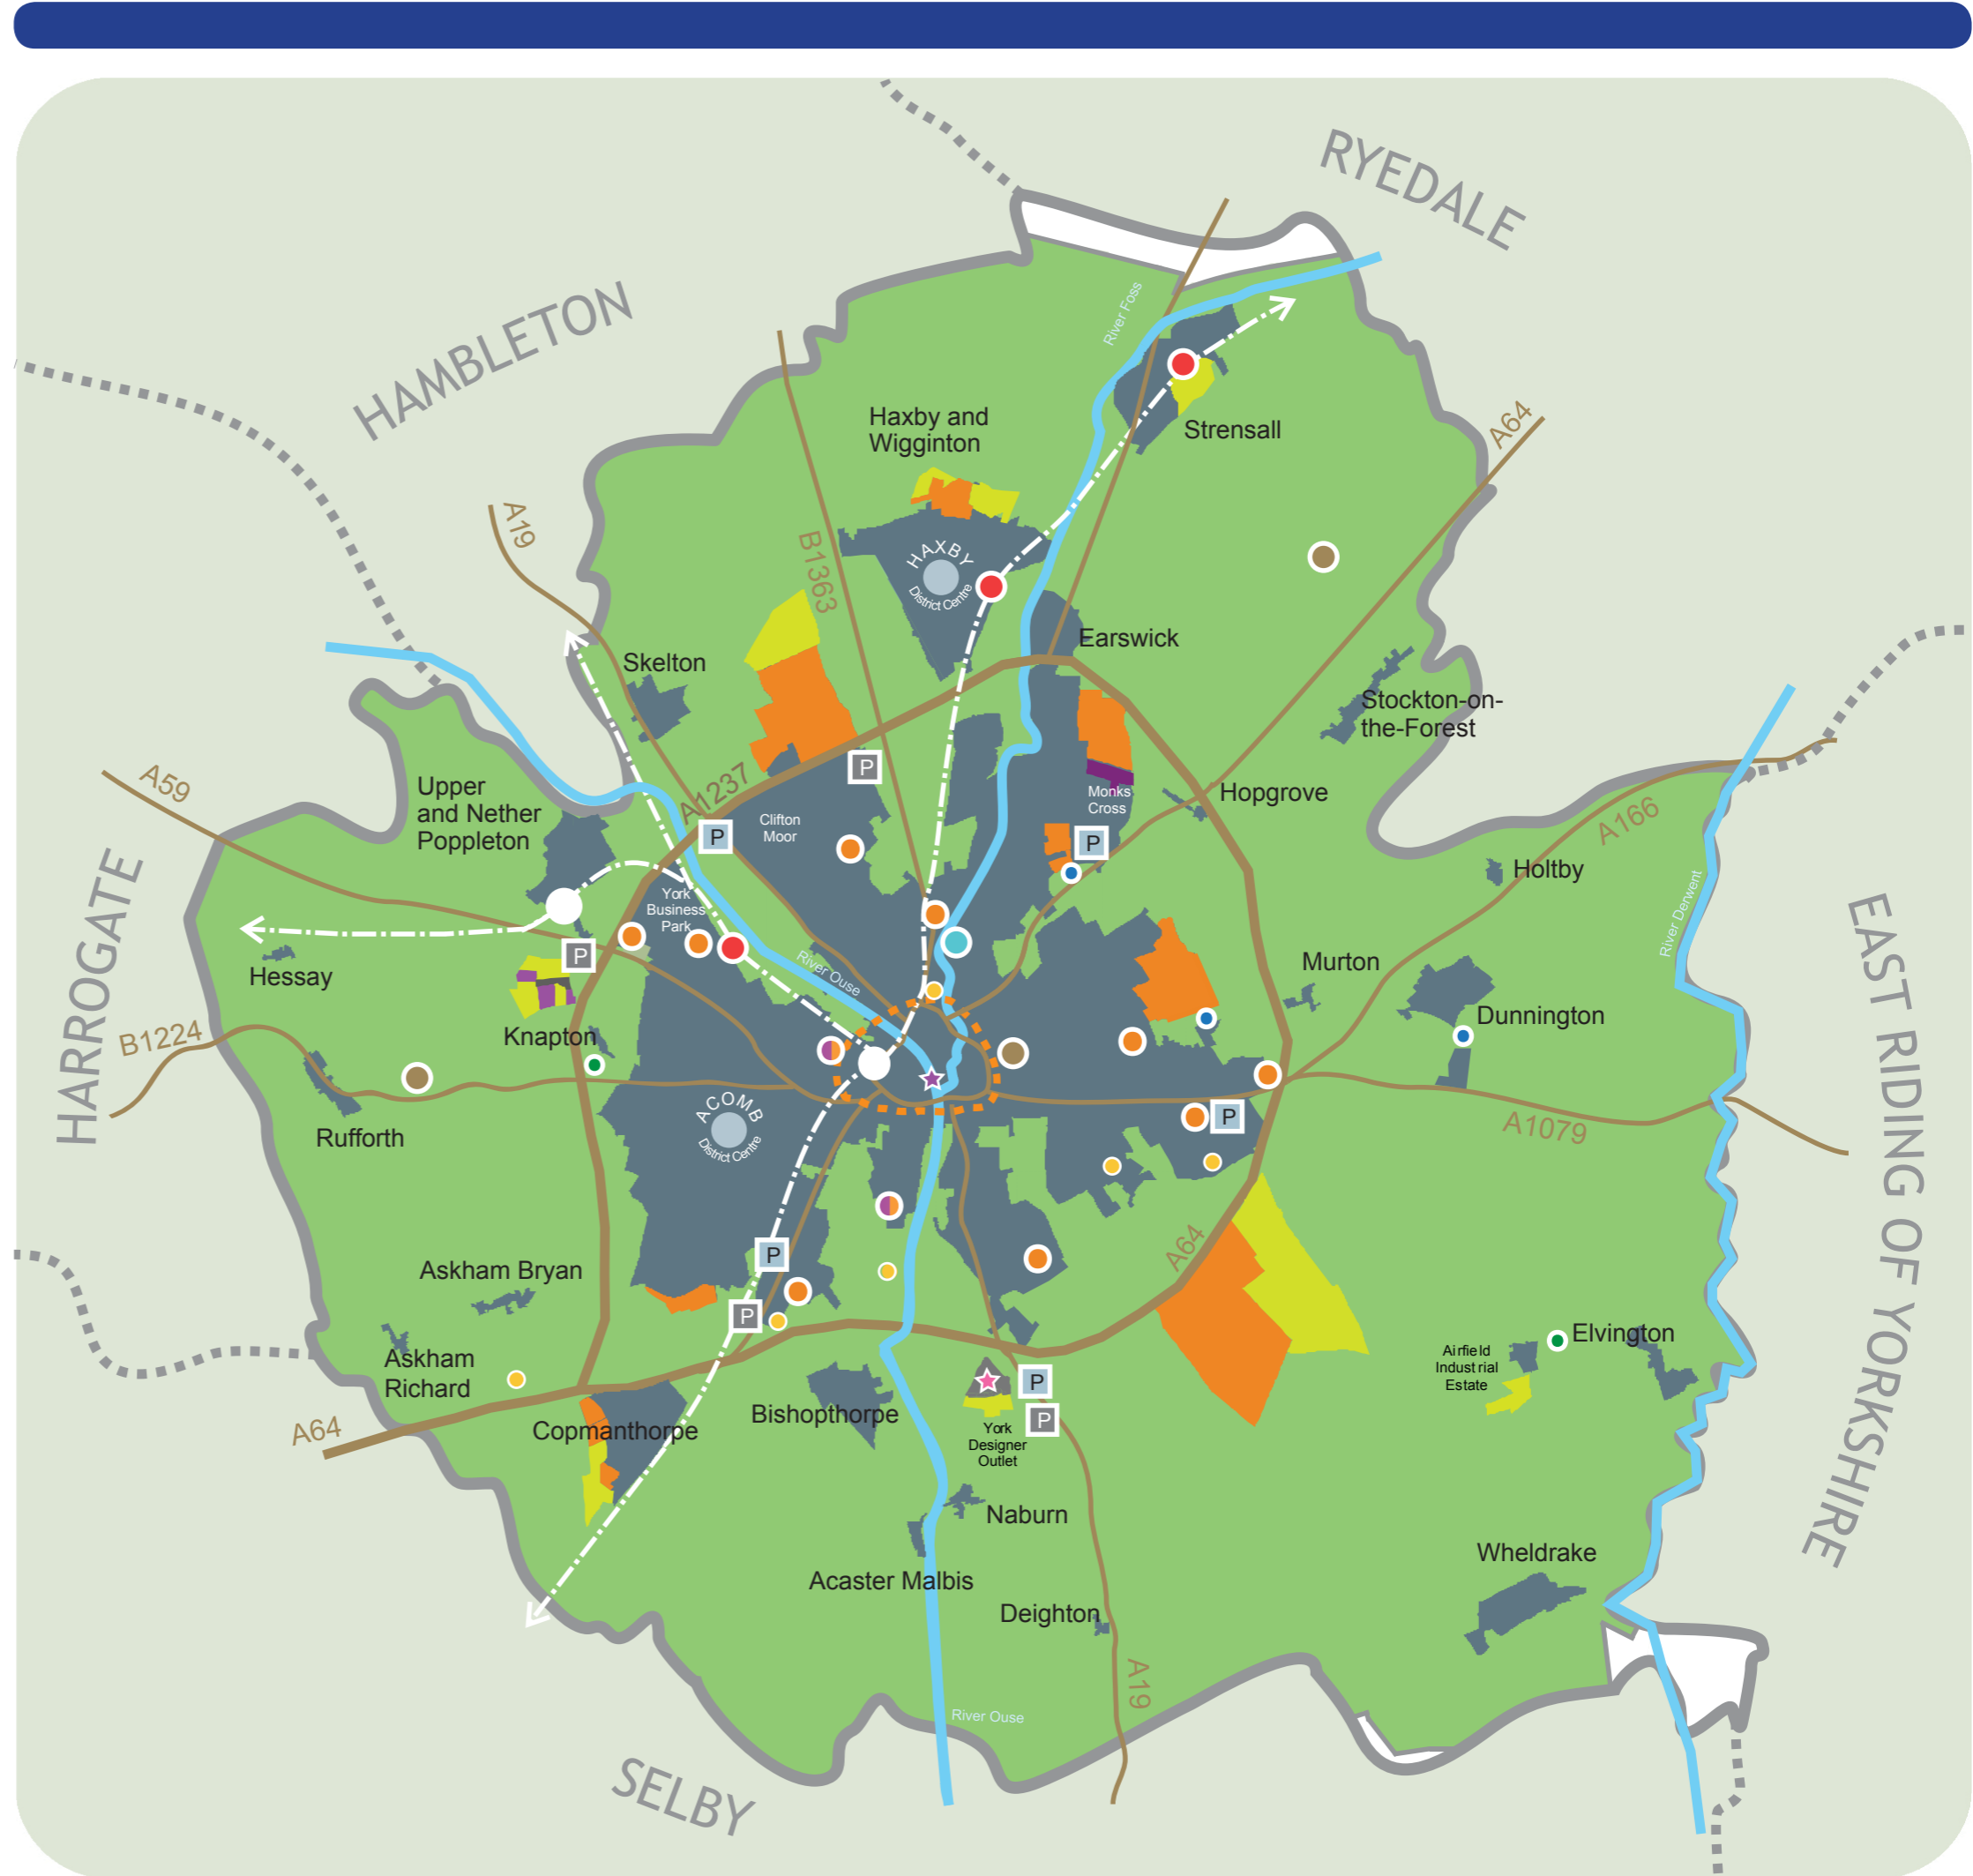 RYEDALE
HAMBLETON
River Foss
Haxby and
Wigginton
Strensall
A64
A19
B1363
HAXBY
District Centre
Earswick
Skelton
Stockton-on-
the-Forest
A59
A1237
P
Upper
and Nether
Poppleton
Monks
Cross
Hopgrove
Clifton
Moor
P
P
A166
Holtby
HARROGATE
York
Business
Park
River Derwent
EAST RIDING OF YORKSHIRE
P
River Ouse
Murton
Hessay
Dunnington
B1224
Knapton
ACOMB
District Centre
P
A1079
Rufforth
A64
P
Askham Bryan
P
Elvington
Airfield
Industrial
Estate
Askham
Richard
P
Bishopthorpe
P
A64
Copmanthorpe
York
Designer
Outlet
Naburn
Wheldrake
Acaster Malbis
Deighton
A19
River Ouse
SELBY